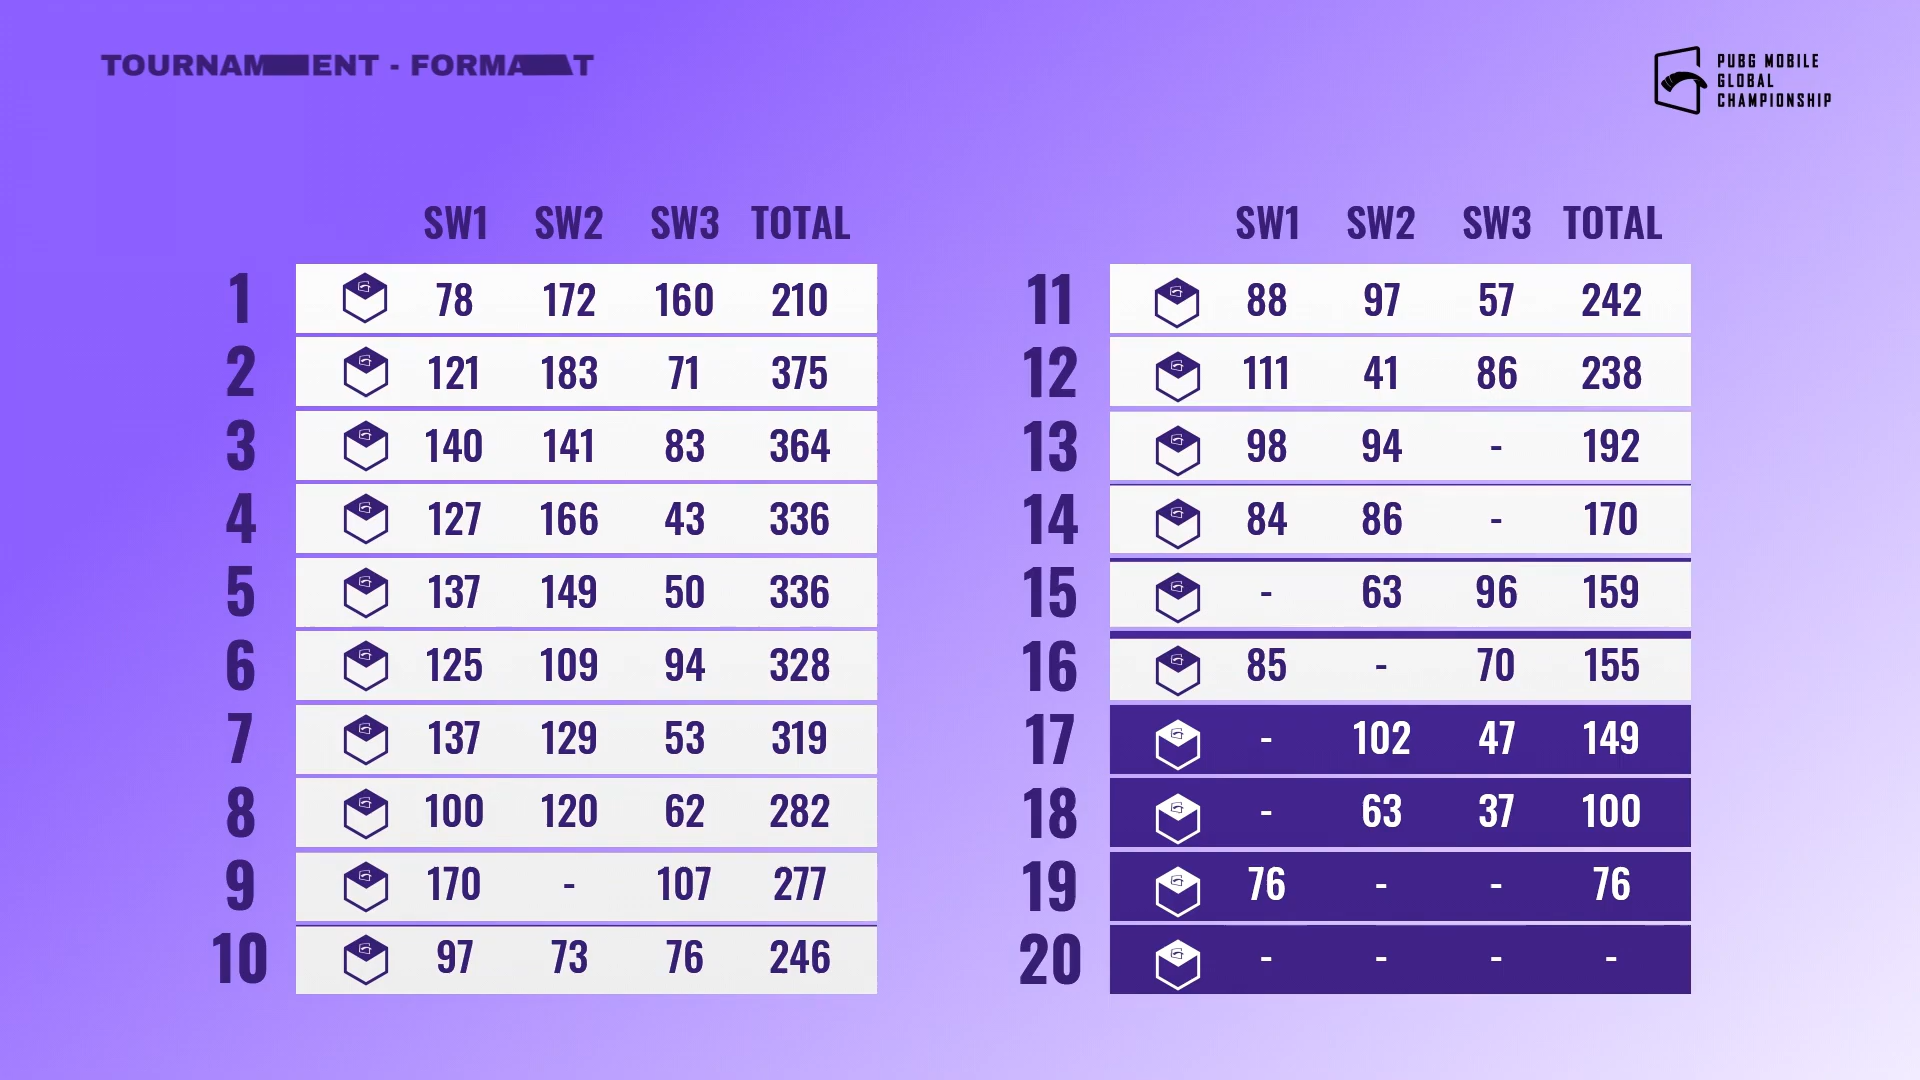 TOURNAMENT - FORMAT
PUBG MOBILE
GLOBAL
CHAMPIONSHIP
SW1 SW2 SW3 TOTAL
1 78 172 160 210
2 121 183 71 375
3 140 141 83 364
4 127 166 43 336
5 137 149 50 336
6 125 109 94 328
7 137 129 53 319
8 100 120 62 282
9 170 - 107 277
10 97 73 76 246
SW1 SW2 SW3 TOTAL
11 88 97 57 242
12 111 41 86 238
13 98 94 - 192
14 84 86 - 170
15 - 63 96 159
16 85 - 70 155
17 - 102 47 149
18 - 63 37 100
19 76 - - 76
20 - - - -